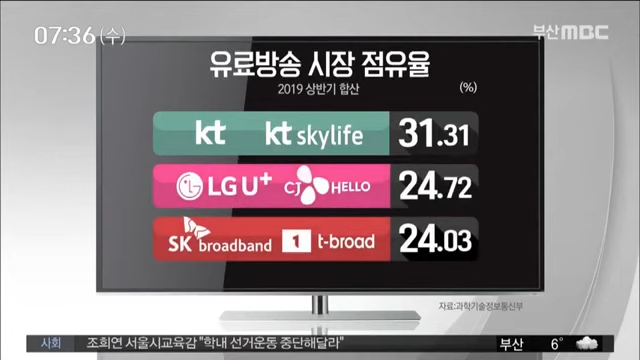 07:36 (수)
부산MBC
유료방송 시장 점유율
2019 상반기 합산
(%)
kt kt skylife 31.31
LG U+ CJ HELLO 24.72
SK broadband 1 t-broad 24.03
자료:과학기술정보통신부
사회 조희연 서울시교육감 "학내 선거운동 중단해달라" 부산 6°